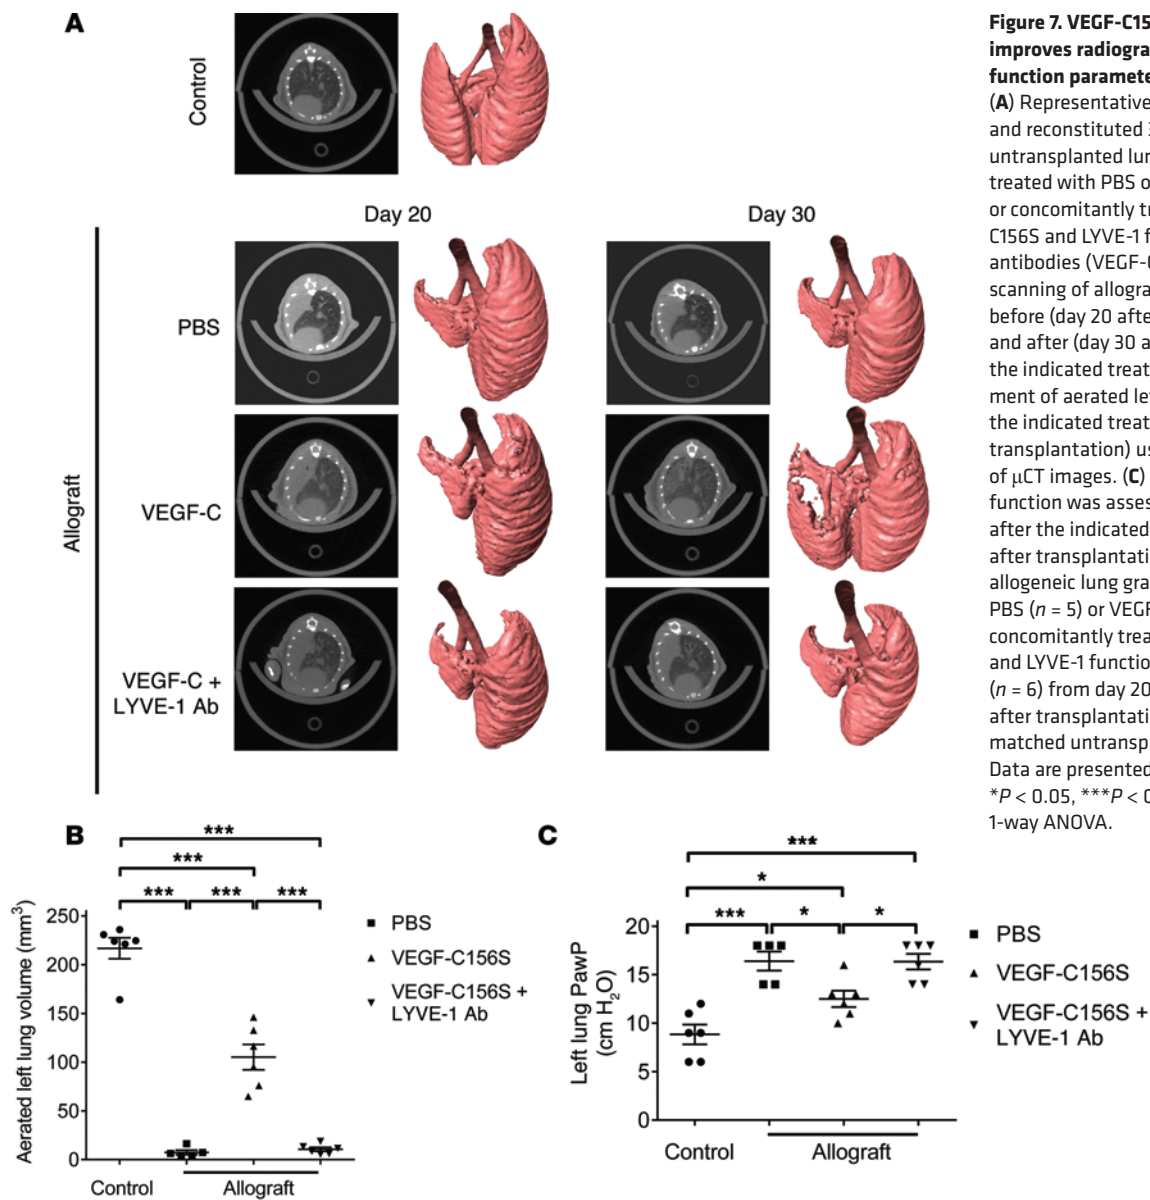 A
Control
Day 20
Day 30
Allograft
PBS
VEGF-C
VEGF-C +
LYVE-1 Ab
Figure 7. VEGF-C15
improves radiogra
function paramete
(A) Representative
and reconstituted
untransplanted lun
treated with PBS o
or concomitantly tr
C156S and LYVE-1 f
antibodies (VEGF-
scanning of allogra
before (day 20 afte
and after (day 30 a
the indicated treat
ment of aerated le
the indicated treat
transplantation) us
of μCT images. (C)
function was asses
after the indicated
after transplantati
allogeneic lung gra
PBS (n = 5) or VEGF
concomitantly trea
and LYVE-1 functio
(n = 6) from day 20
after transplantati
matched untransp
Data are presented
*P < 0.05, ***P < 0
1-way ANOVA.
B
Aerated left lung volume (mm³)
250
200
150
100
50
0
***
***
*** *** ***
Control
Allograft
PBS
VEGF-C156S
VEGF-C156S +
LYVE-1 Ab
C
Left lung PawP
(cm H₂O)
20
15
10
5
0
***
*
*** * *
Control
Allograft
PBS
VEGF-C156S
VEGF-C156S +
LYVE-1 Ab